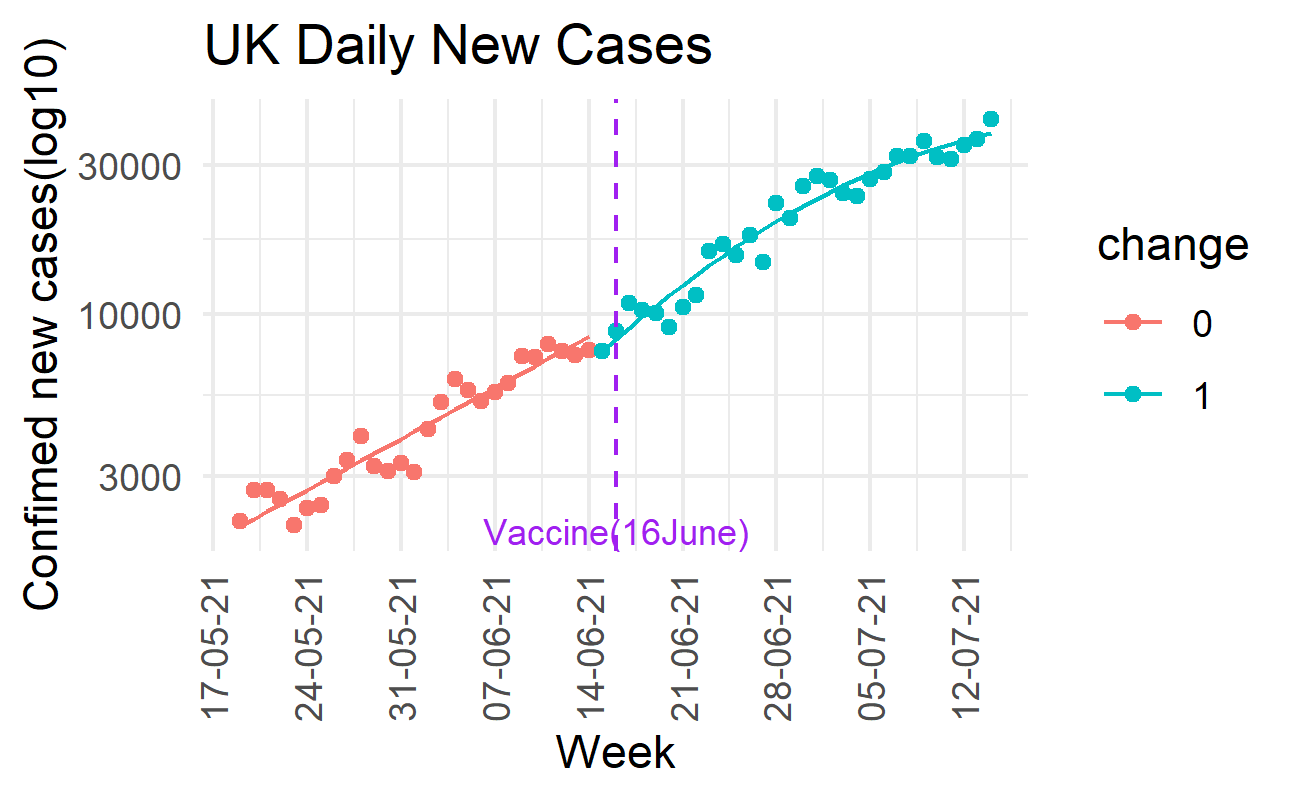 UK Daily New Cases
Confimed new cases(log10)
30000
10000
3000
Vaccine(16June)
17-05-21
24-05-21
31-05-21
07-06-21
14-06-21
21-06-21
28-06-21
05-07-21
12-07-21
Week
change
0
1